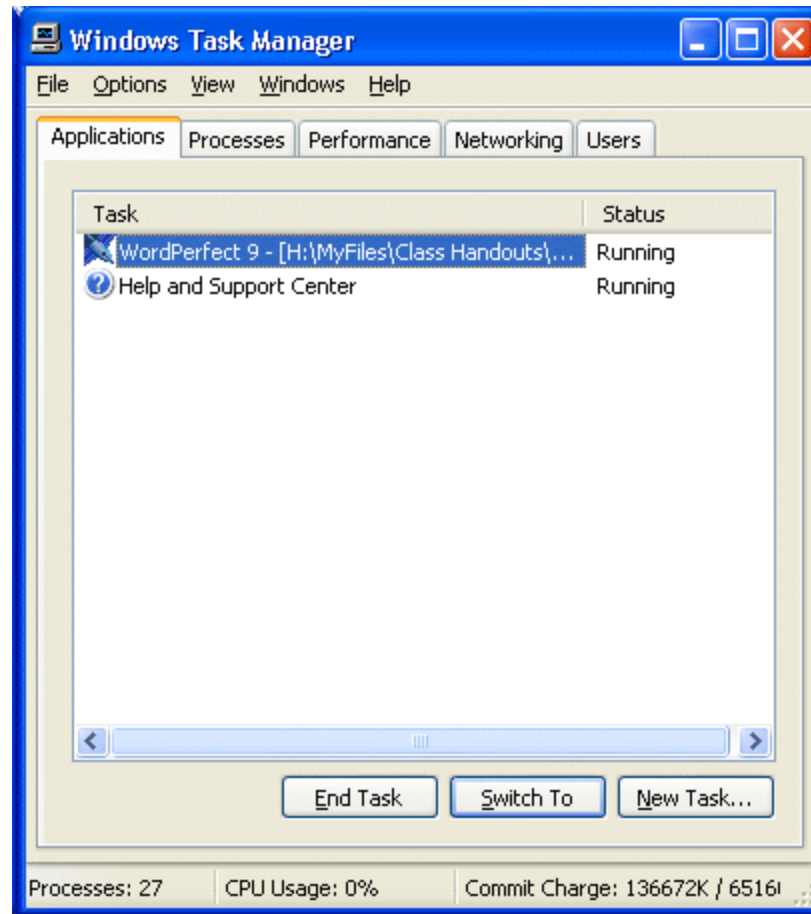 Windows Task Manager
File Options View Windows Help
Applications Processes Performance Networking Users
Task Status
WordPerfect 9 - [H:\MyFiles\Class Handouts\... Running
Help and Support Center Running
End Task Switch To New Task...
Processes: 27 CPU Usage: 0% Commit Charge: 136672K /